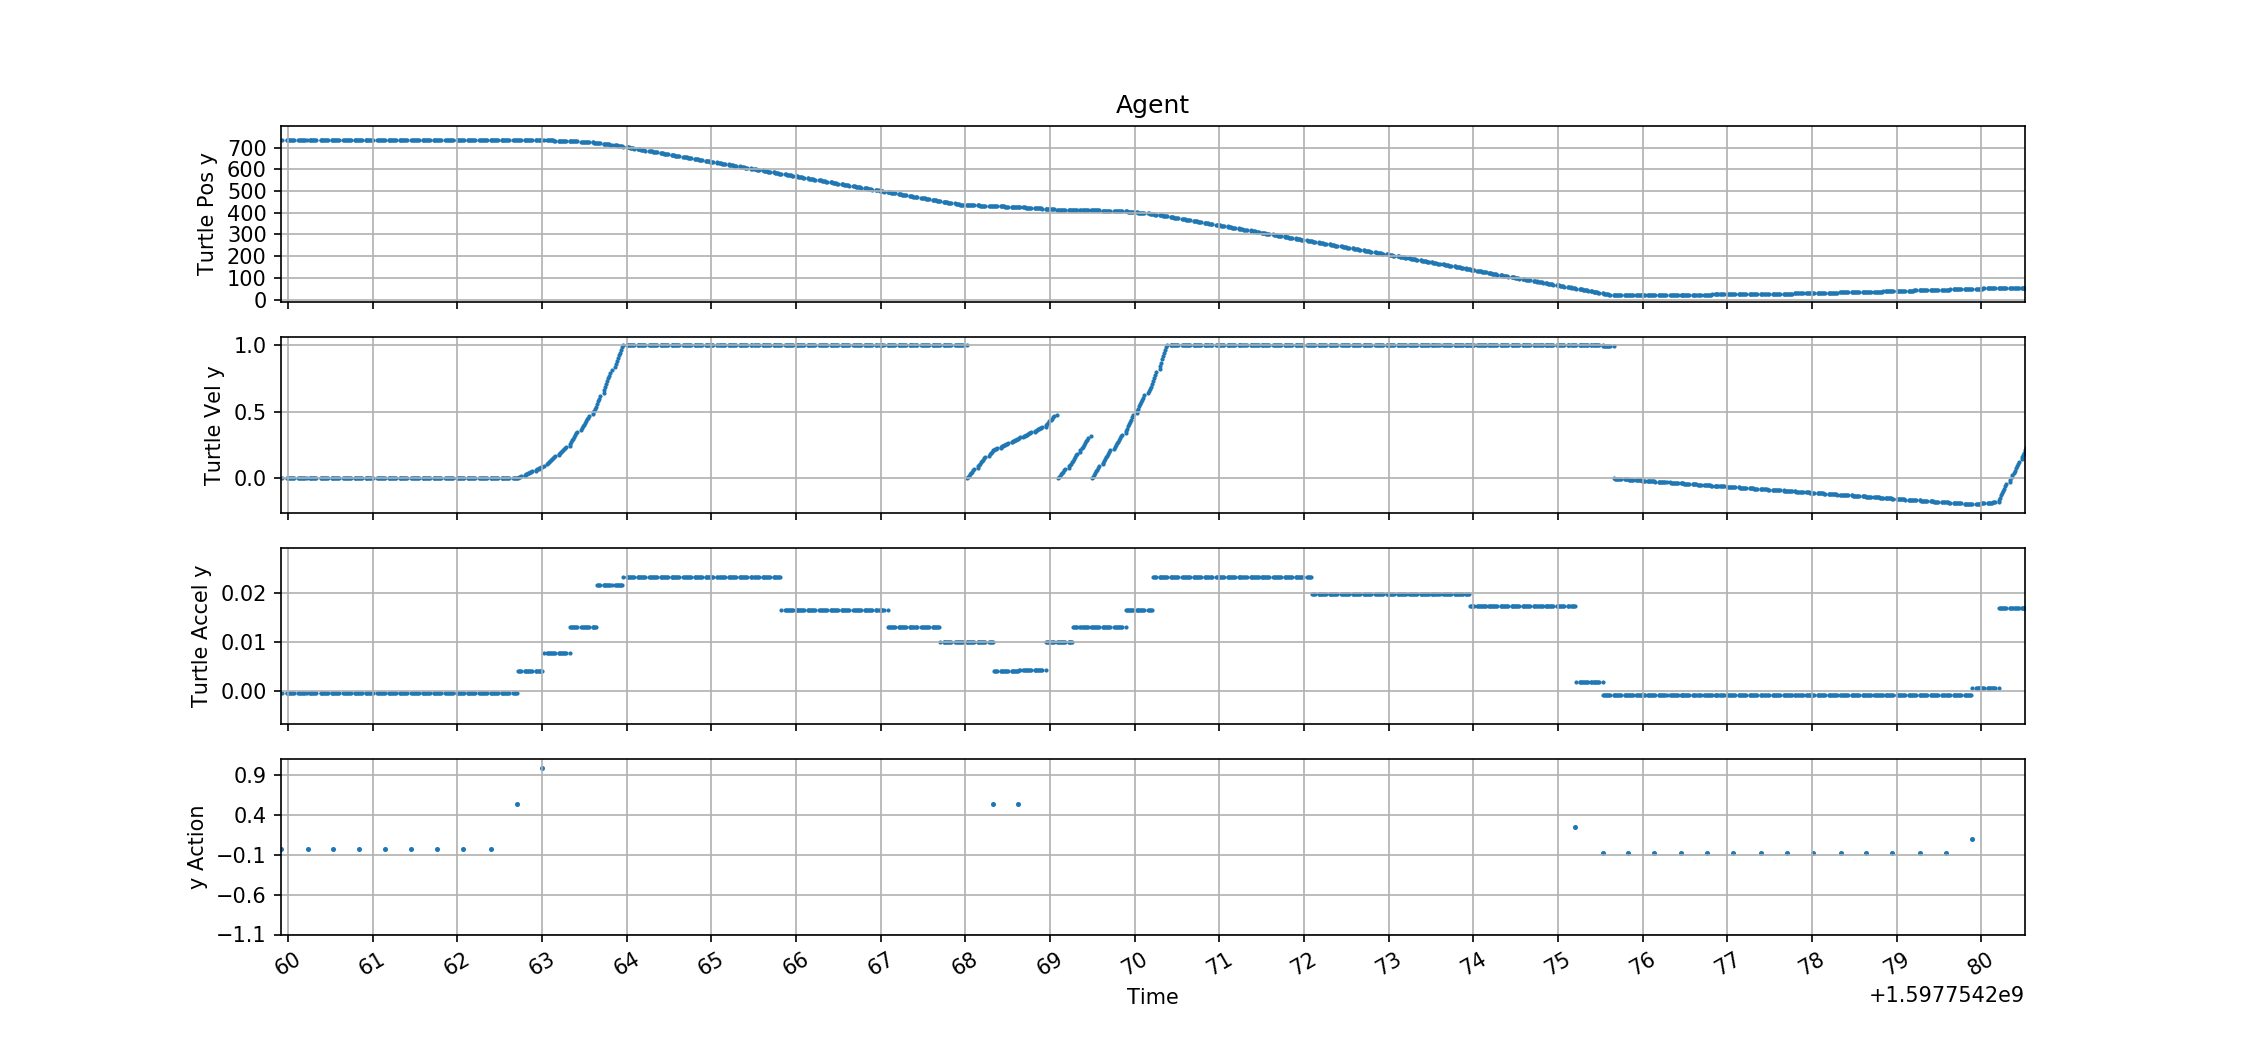 Agent
Turtle Pos y
700
600
500
400
300
200
100
0
Turtle Vel y
1.0
0.5
0.0
Turtle Accel y
0.02
0.01
0.00
y Action
0.9
0.4
−0.1
−0.6
−1.1
60 61 62 63 64 65 66 67 68 69 70 71 72 73 74 75 76 77 78 79 80
Time
+1.5977542e9